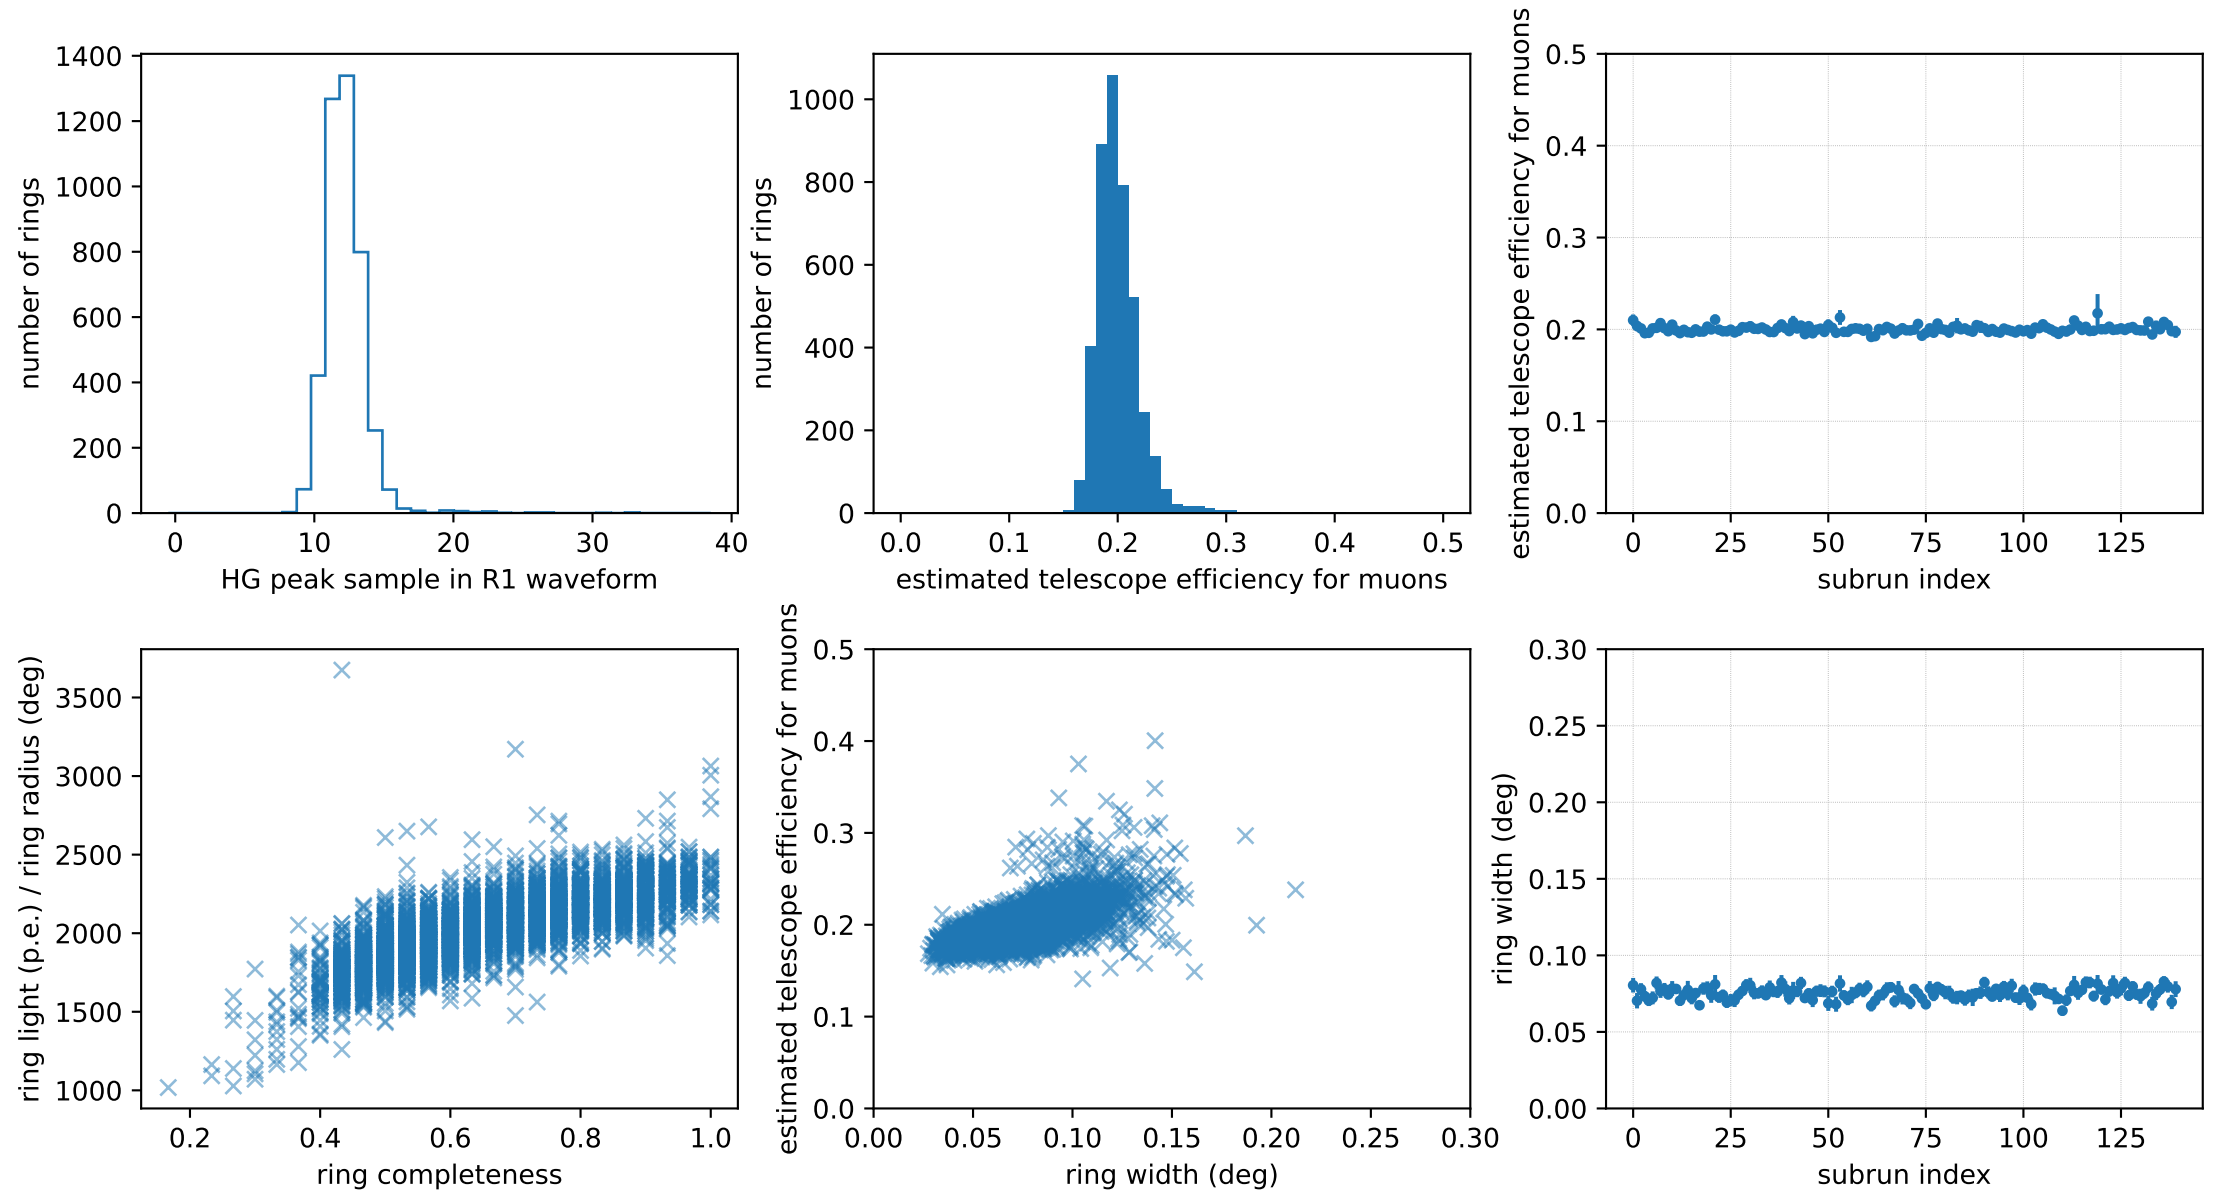 number of rings
1400
1200
1000
800
600
400
200
0
0 10 20 30 40
HG peak sample in R1 waveform
number of rings
1000
800
600
400
200
0
0.0 0.1 0.2 0.3 0.4 0.5
estimated telescope efficiency for muons
estimated telescope efficiency for muons
0.5
0.4
0.3
0.2
0.1
0.0
0 25 50 75 100 125
subrun index
ring light (p.e.) / ring radius (deg)
3500
3000
2500
2000
1500
1000
0.2 0.4 0.6 0.8 1.0
ring completeness
estimated telescope efficiency for muons
0.5
0.4
0.3
0.2
0.1
0.0
0.00 0.05 0.10 0.15 0.20 0.25 0.30
ring width (deg)
ring width (deg)
0.30
0.25
0.20
0.15
0.10
0.05
0.00
0 25 50 75 100 125
subrun index